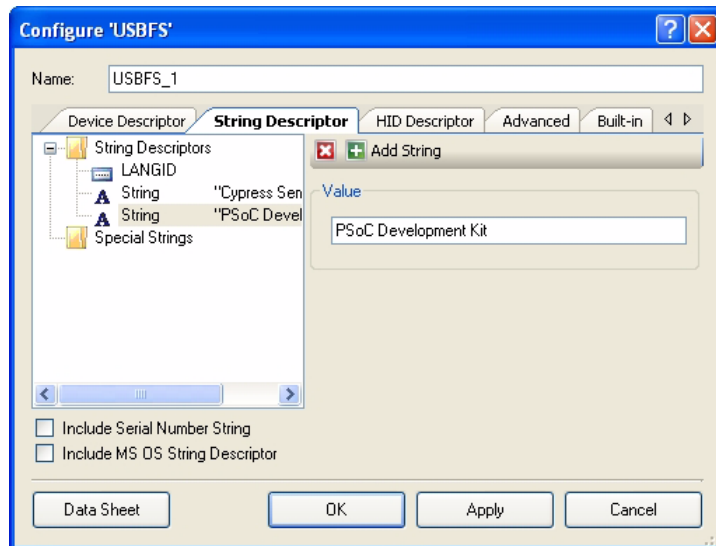 Configure 'USBFS'
Name: USBFS_1
Device Descriptor String Descriptor HID Descriptor Advanced Built-in
String Descriptors
Add String
LANGID
String "Cypress Sen
Value
String "PSoC Devel
PSoC Development Kit
Special Strings
Include Serial Number String
Include MS OS String Descriptor
Data Sheet OK Apply Cancel